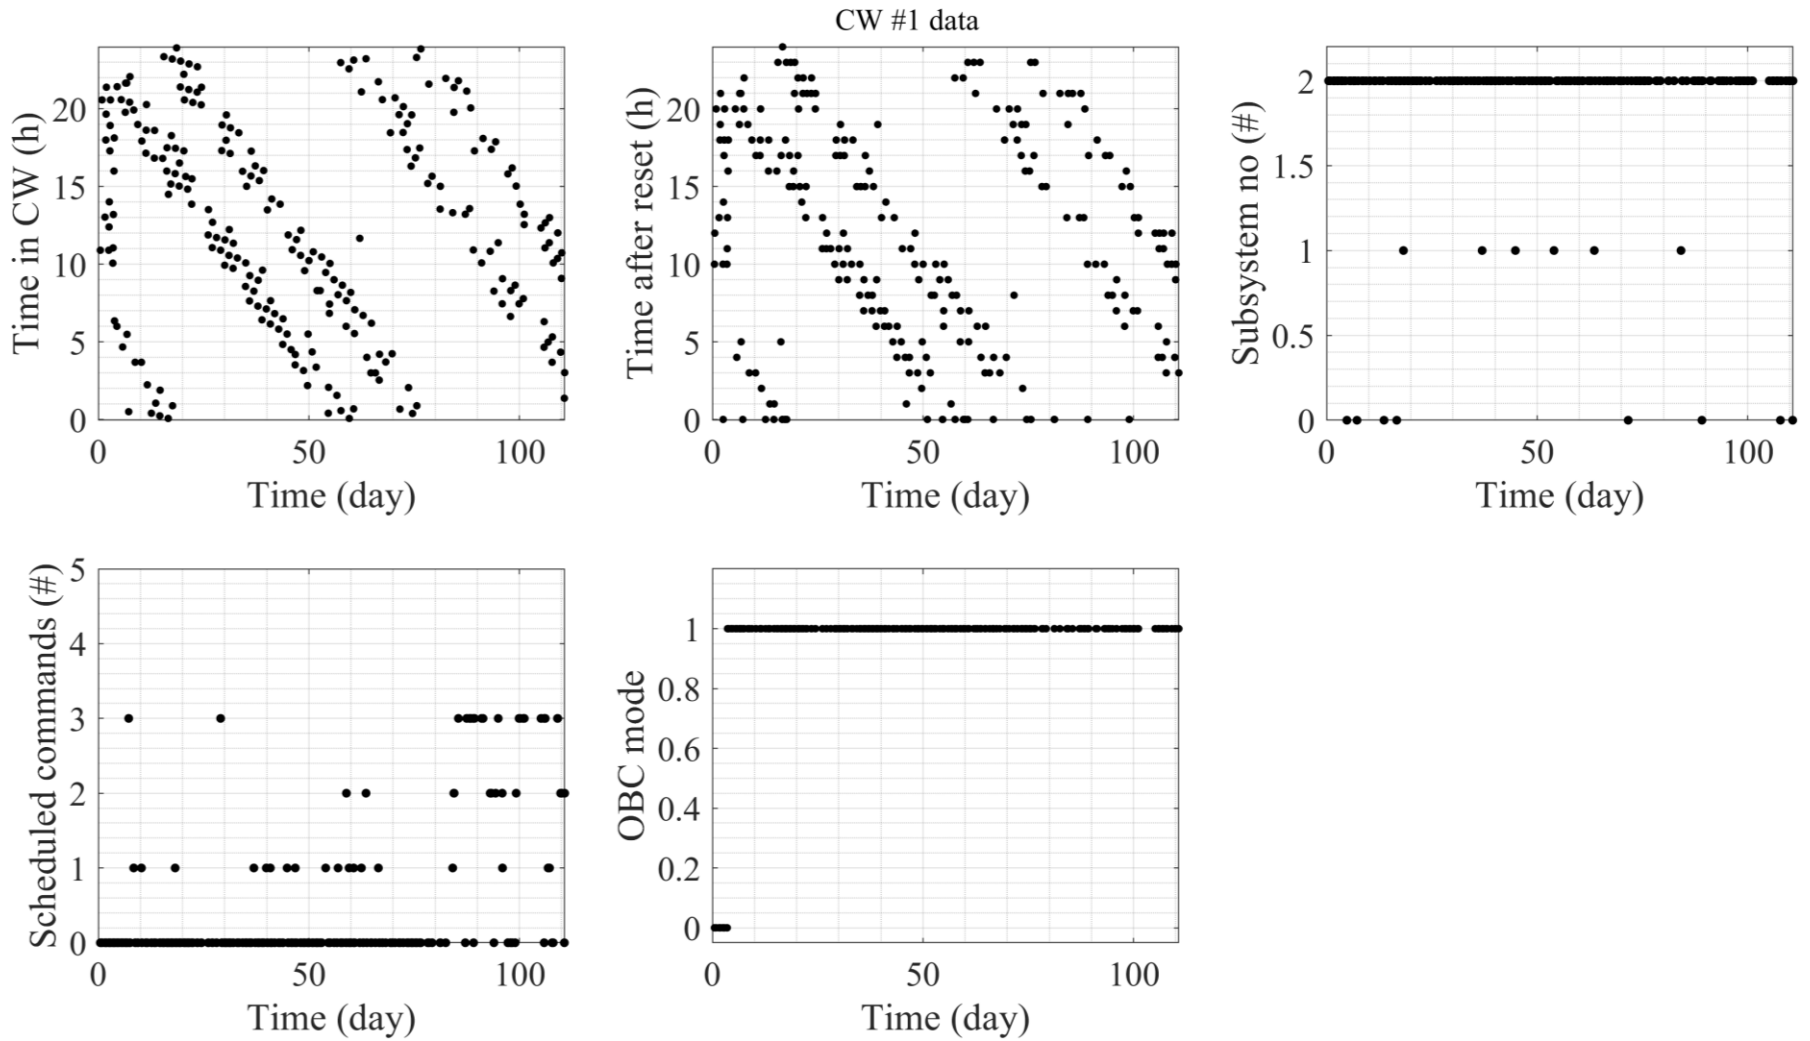 CW #1 data
Time in CW (h)
20
15
10
5
0
0 50 100
Time (day)
Time after reset (h)
20
15
10
5
0
0 50 100
Time (day)
Subsystem no (#)
2
1.5
1
0.5
0
0 50 100
Time (day)
Scheduled commands (#)
5
4
3
2
1
0
0 50 100
Time (day)
OBC mode
1
0.8
0.6
0.4
0.2
0
0 50 100
Time (day)